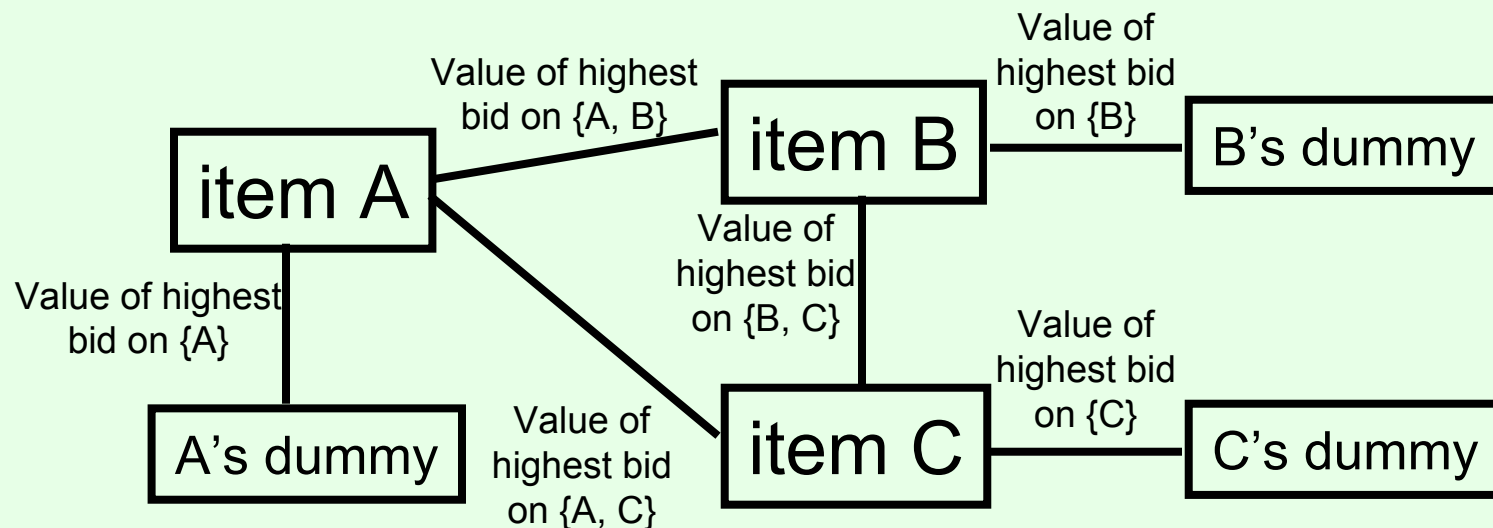 Value of highest
bid on {A, B}
Value of
highest bid
on {B}
item A
item B
B's dummy
Value of highest
bid on {A}
Value of
highest bid
on {B, C}
Value of
highest bid
on {C}
A's dummy
Value of
highest bid
on {A, C}
item C
C's dummy